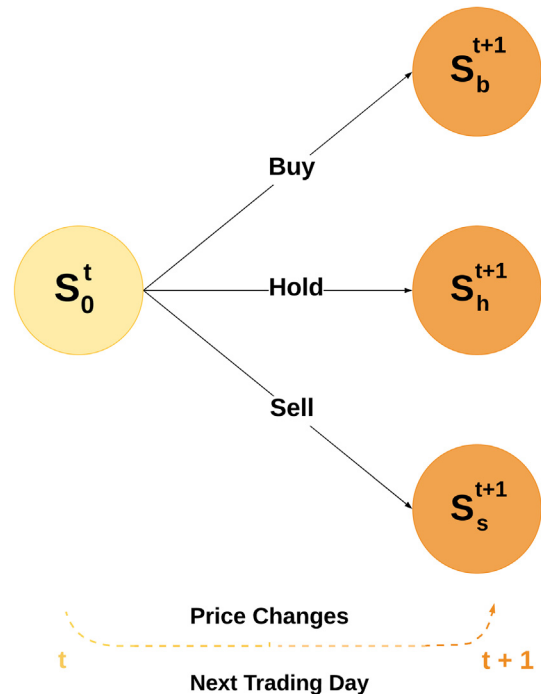 S_b^{t+1}
Buy
S_0^t
Hold
S_h^{t+1}
Sell
S_s^{t+1}
Price Changes
t
t + 1
Next Trading Day